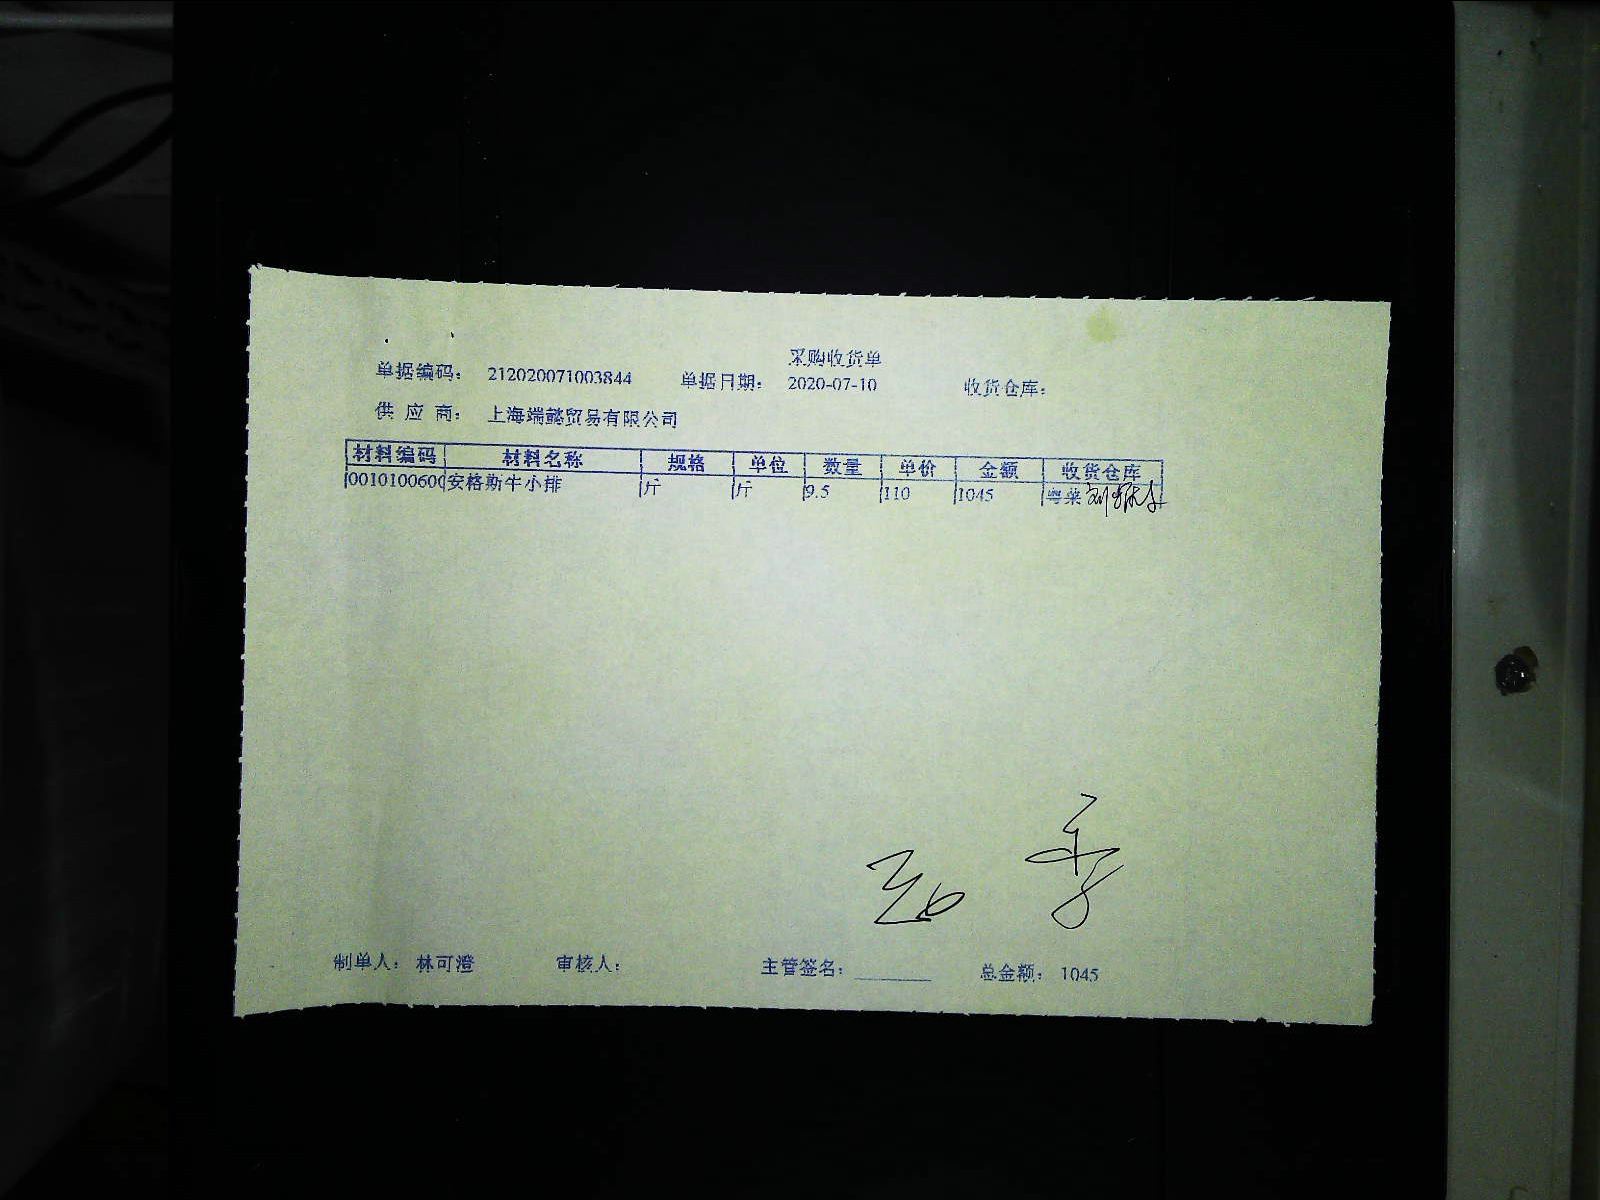 采购收货单
单据编码： 212020071003844 单据日期： 2020-07-10 收货仓库：
供 应 商： 上海端懿贸易有限公司
材料编码 材料名称 规格 单位 数量 单价 金额 收货仓库
0010100600 安格斯牛小排 斤 斤 9.5 110 1045 粤菜
制单人： 林可澄 审核人： 主管签名： 总金额： 1045